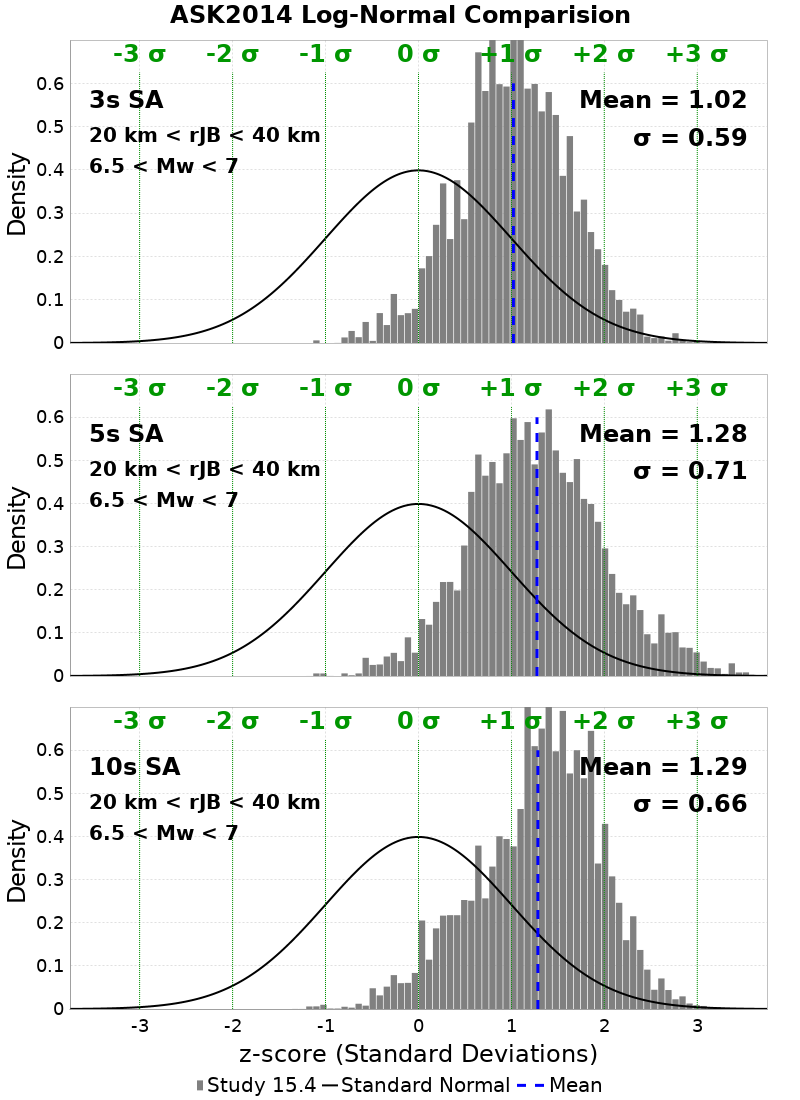 ASK2014 Log-Normal Comparision
-3 σ -2 σ -1 σ 0 σ +1 σ +2 σ +3 σ
3s SA
20 km < rJB < 40 km
6.5 < Mw < 7
Mean = 1.02
σ = 0.59
0.6
0.5
0.4
0.3
0.2
0.1
0
Density
-3 σ -2 σ -1 σ 0 σ +1 σ +2 σ +3 σ
5s SA
20 km < rJB < 40 km
6.5 < Mw < 7
Mean = 1.28
σ = 0.71
0.6
0.5
0.4
0.3
0.2
0.1
0
Density
-3 σ -2 σ -1 σ 0 σ +1 σ +2 σ +3 σ
10s SA
20 km < rJB < 40 km
6.5 < Mw < 7
Mean = 1.29
σ = 0.66
0.6
0.5
0.4
0.3
0.2
0.1
0
Density
-3 -2 -1 0 1 2 3
z-score (Standard Deviations)
Study 15.4 Standard Normal Mean